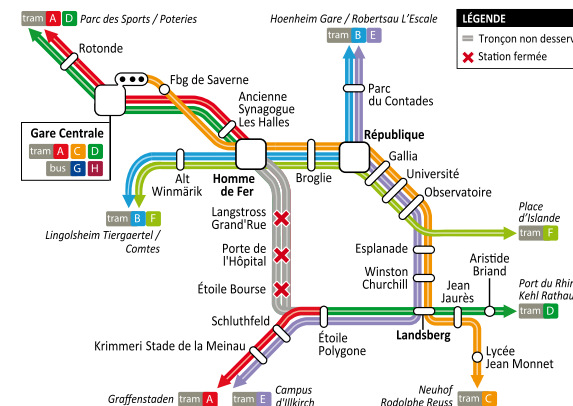 tram A D Parc des Sports / Poteries
Hoenheim Gare / Robertsau L'Escale
tram B E
LÉGENDE
Tronçon non desserv
Station fermée
Rotonde
Fbg de Saverne
Parc
du Contades
Ancienne
Synagogue
Les Halles
Gare Centrale
tram A C D
bus G H
République
Gallia
Université
Observatoire
Alt
Winmärik
Homme
de Fer
Broglie
tram B F
Lingolsheim Tiergaertel /
Comtes
Langstross
Grand'Rue
Porte de
l'Hôpital
Étoile Bourse
Place
d'Islande
tram F
Esplanade
Winston
Churchill
Aristide
Briand
Jean
Jaurès
Port du Rhin
Kehl Rathau
tram D
Schluthfeld
Krimmeri Stade de la Meinau
Étoile
Polygone
Landsberg
Lycée
Jean Monnet
Graffenstaden tram A
tram E Campus
d'Illkirch
Neuhof
Rodolphe Reuss tram C